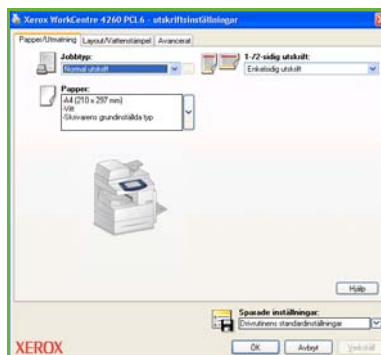 Xerox WorkCentre 4260 PCL6 - utskriftsinställningar
Papper/Utmatning
Layout/Vattenstämpel
Avancerat
Jobbtyp:
Normal utskrift
1-/2-sidig utskrift:
Enkelsidig utskrift
Papper:
-A4 (210 x 297 mm)
-Vitt
-Skrivarens grundinställda typ
Hjälp
Sparade inställningar:
Drivrutinens standardinställningar
XEROX
OK
Avbryt
Verkställ